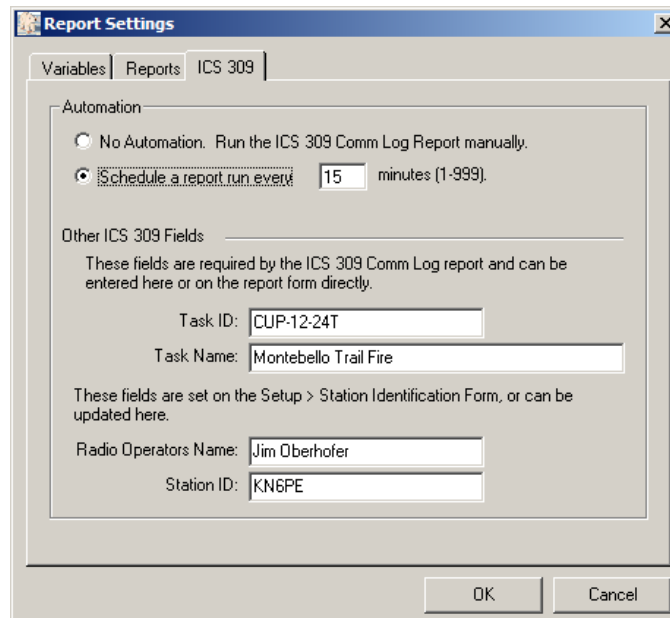 Report Settings
Variables Reports ICS 309
Automation
No Automation. Run the ICS 309 Comm Log Report manually.
Schedule a report run every 15 minutes (1-999).
Other ICS 309 Fields
These fields are required by the ICS 309 Comm Log report and can be
entered here or on the report form directly.
Task ID: CUP-12-24T
Task Name: Montebello Trail Fire
These fields are set on the Setup > Station Identification Form, or can be
updated here.
Radio Operators Name: Jim Oberhofer
Station ID: KN6PE
OK Cancel